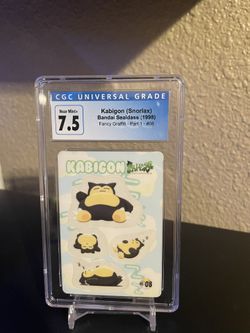 CGC UNIVERSAL GRADE
Near Mint+
7.5
Kabigon (Snorlax)
Bandai Sealdass (1998)
Fancy Graffiti - Part 1 - #08
KABIGON
#08